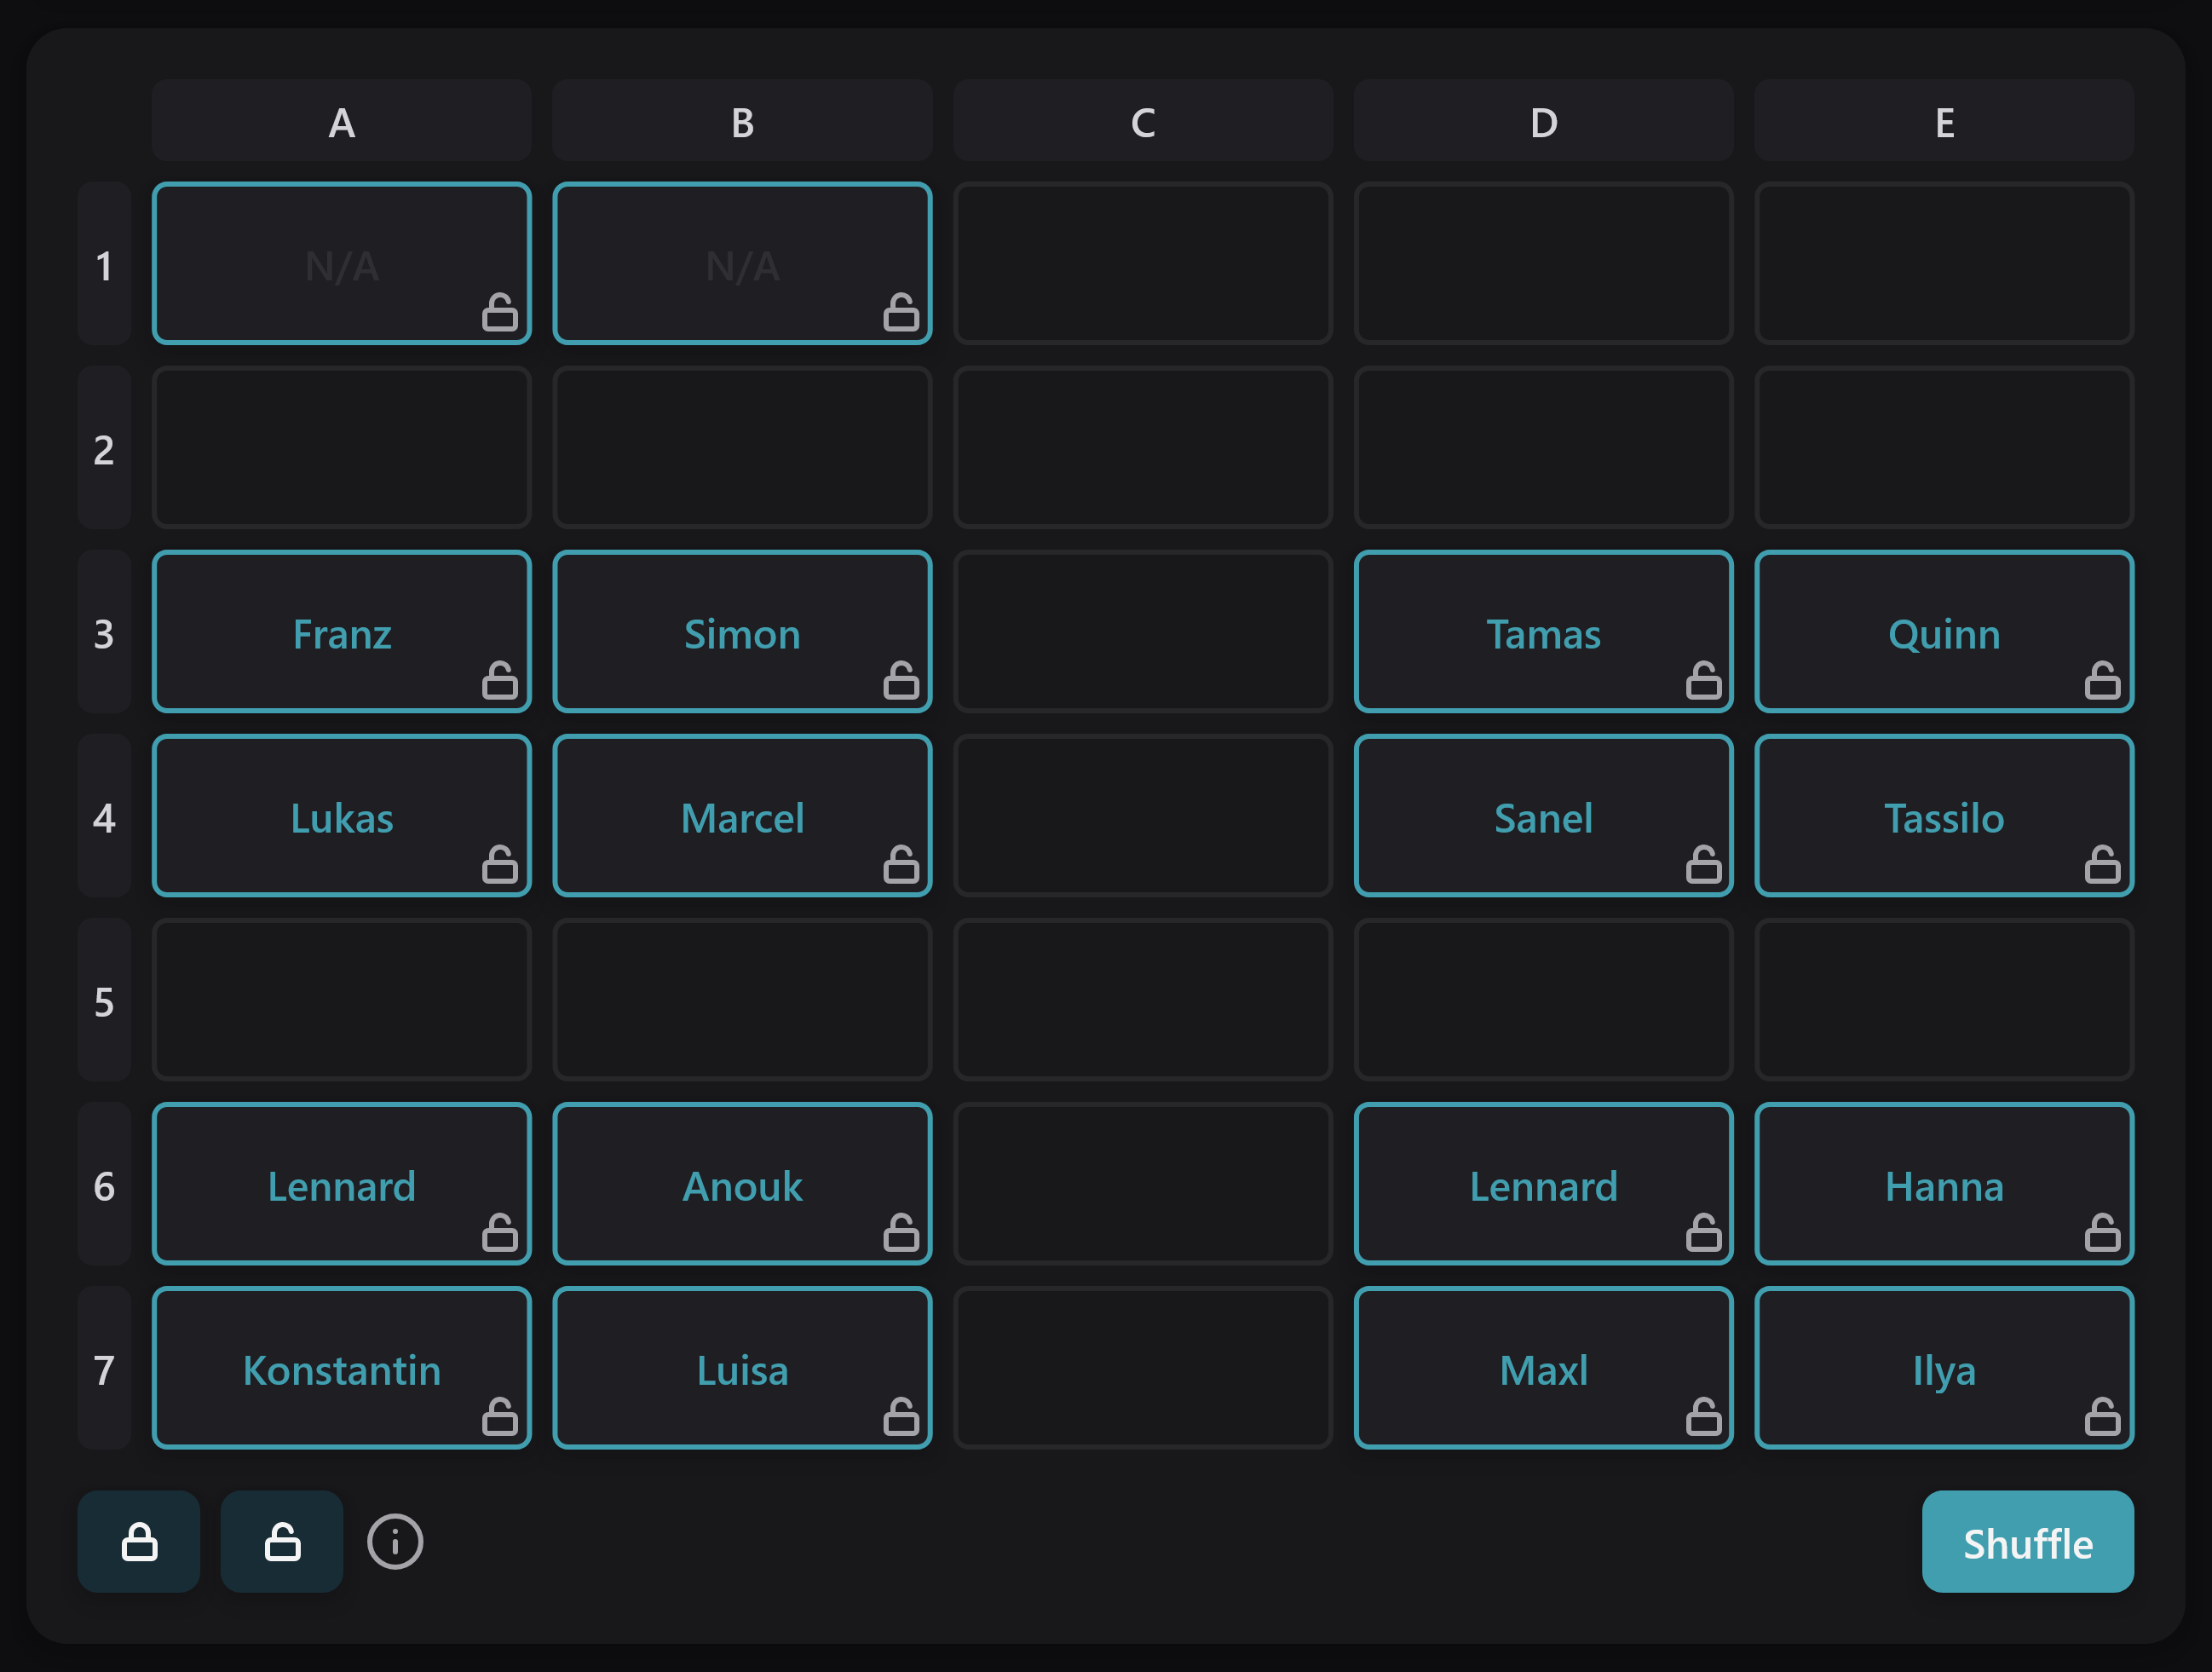 A B C D E
1 N/A N/A
2
3 Franz Simon Tamas Quinn
4 Lukas Marcel Sanel Tassilo
5
6 Lennard Anouk Lennard Hanna
7 Konstantin Luisa Maxl Ilya
Shuffle